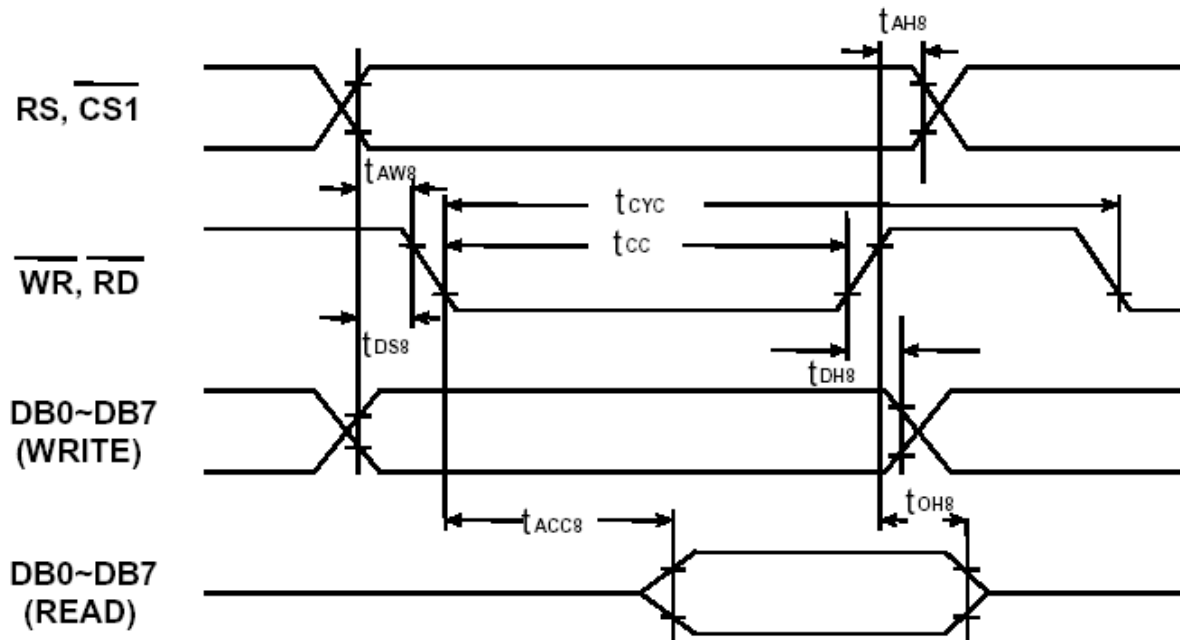 tAH8
RS, CS1
tAW8
tCYC
tCC
WR, RD
tDS8
tDH8
DB0~DB7
(WRITE)
tACC8
tOH8
DB0~DB7
(READ)